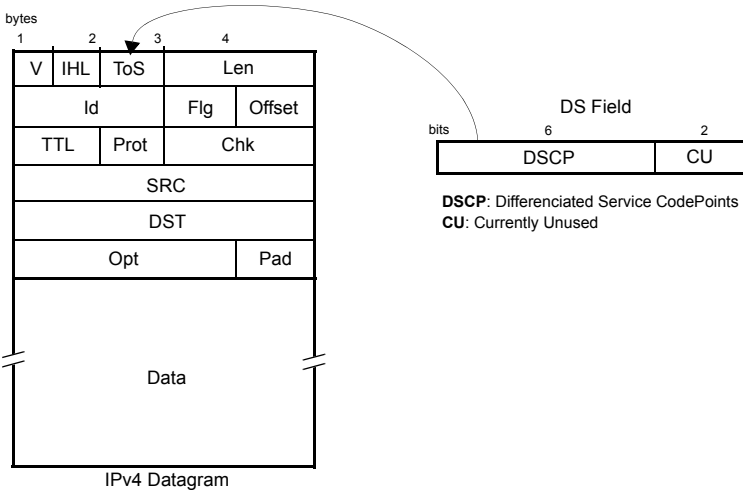 bytes
1 2 3 4
V IHL ToS Len
Id Flg Offset
TTL Prot Chk
SRC
DST
Opt Pad
Data
IPv4 Datagram
DS Field
bits 6 2
DSCP CU
DSCP: Differenciated Service CodePoints
CU: Currently Unused